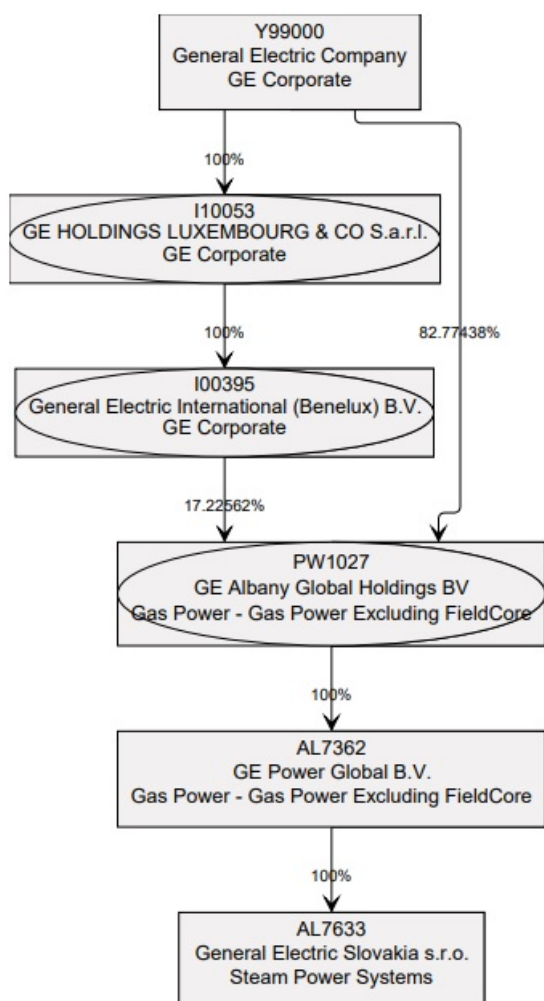 Y99000
General Electric Company
GE Corporate
100%
I10053
GE HOLDINGS LUXEMBOURG & CO S.a.r.l.
GE Corporate
100%
82.77438%
I00395
General Electric International (Benelux) B.V.
GE Corporate
17.22562%
PW1027
GE Albany Global Holdings BV
Gas Power - Gas Power Excluding FieldCore
100%
AL7362
GE Power Global B.V.
Gas Power - Gas Power Excluding FieldCore
100%
AL7633
General Electric Slovakia s.r.o.
Steam Power Systems